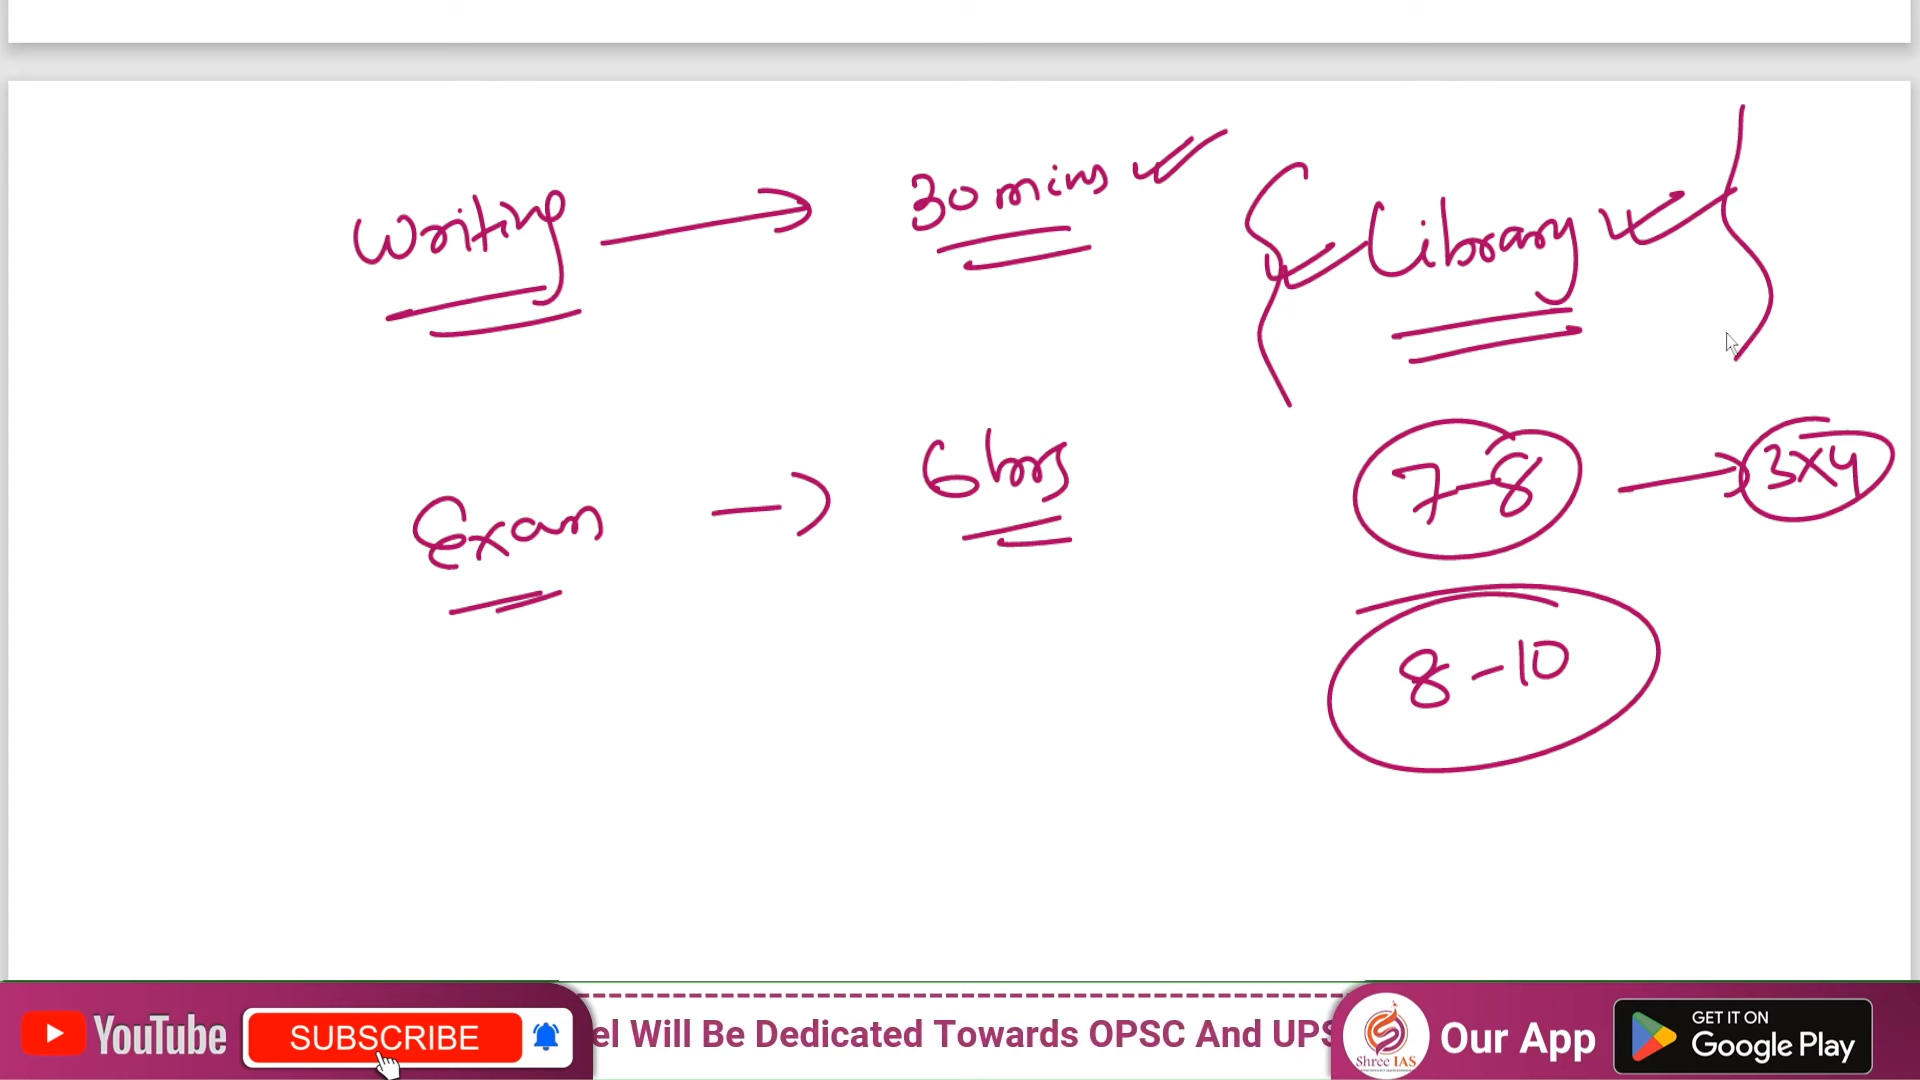 Writing → 30 mins
Library
Exam → 6 hrs
7-8 → 3x4
8-10
YouTube
SUBSCRIBE
el Will Be Dedicated Towards OPSC And UPS
Shree IAS
Our App
GET IT ON
Google Play